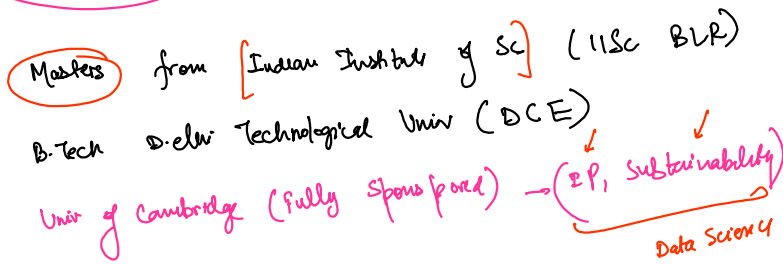 Masters from [Indian Institute of Sc] (IISc BLR)
B.Tech Delhi Technological Univ (DCE)
Univ of Cambridge (Fully Sponspored) → (IP, Sustainability)
Data Science